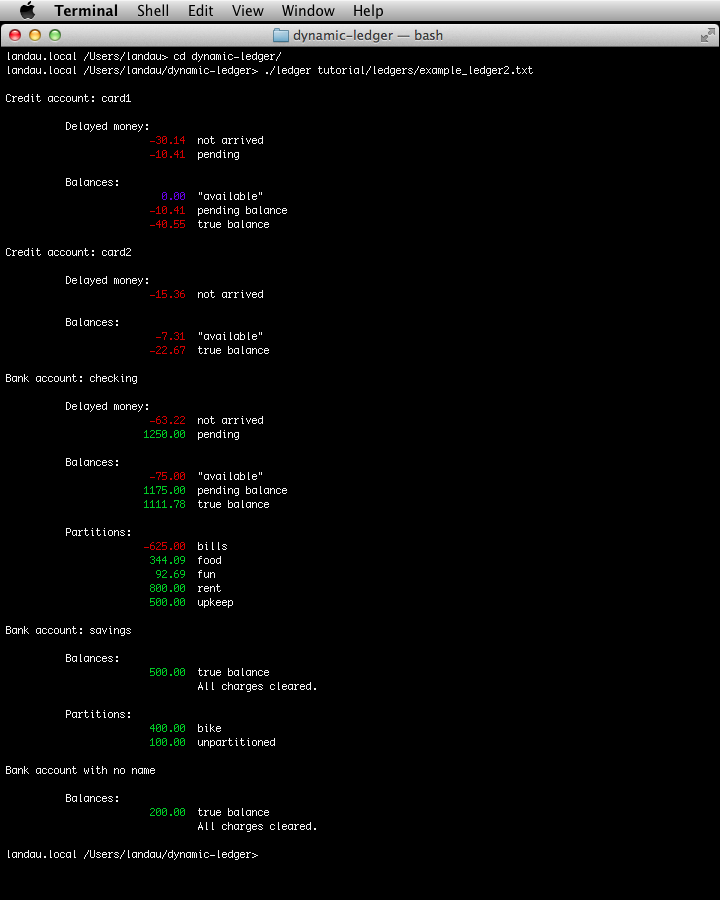 Terminal Shell Edit View Window Help
dynamic-ledger — bash
landau.local /Users/landau> cd dynamic-ledger/
landau.local /Users/landau/dynamic-ledger> ./ledger tutorial/ledgers/example_ledger2.txt
Credit account: card1
Delayed money:
-30.14 not arrived
-10.41 pending
Balances:
0.00 "available"
-10.41 pending balance
-40.55 true balance
Credit account: card2
Delayed money:
-15.36 not arrived
Balances:
-7.31 "available"
-22.67 true balance
Bank account: checking
Delayed money:
-63.22 not arrived
1250.00 pending
Balances:
-75.00 "available"
1175.00 pending balance
1111.78 true balance
Partitions:
-625.00 bills
344.09 food
92.69 fun
800.00 rent
500.00 upkeep
Bank account: savings
Balances:
500.00 true balance
All charges cleared.
Partitions:
400.00 bike
100.00 unpartitioned
Bank account with no name
Balances:
200.00 true balance
All charges cleared.
landau.local /Users/landau/dynamic-ledger>